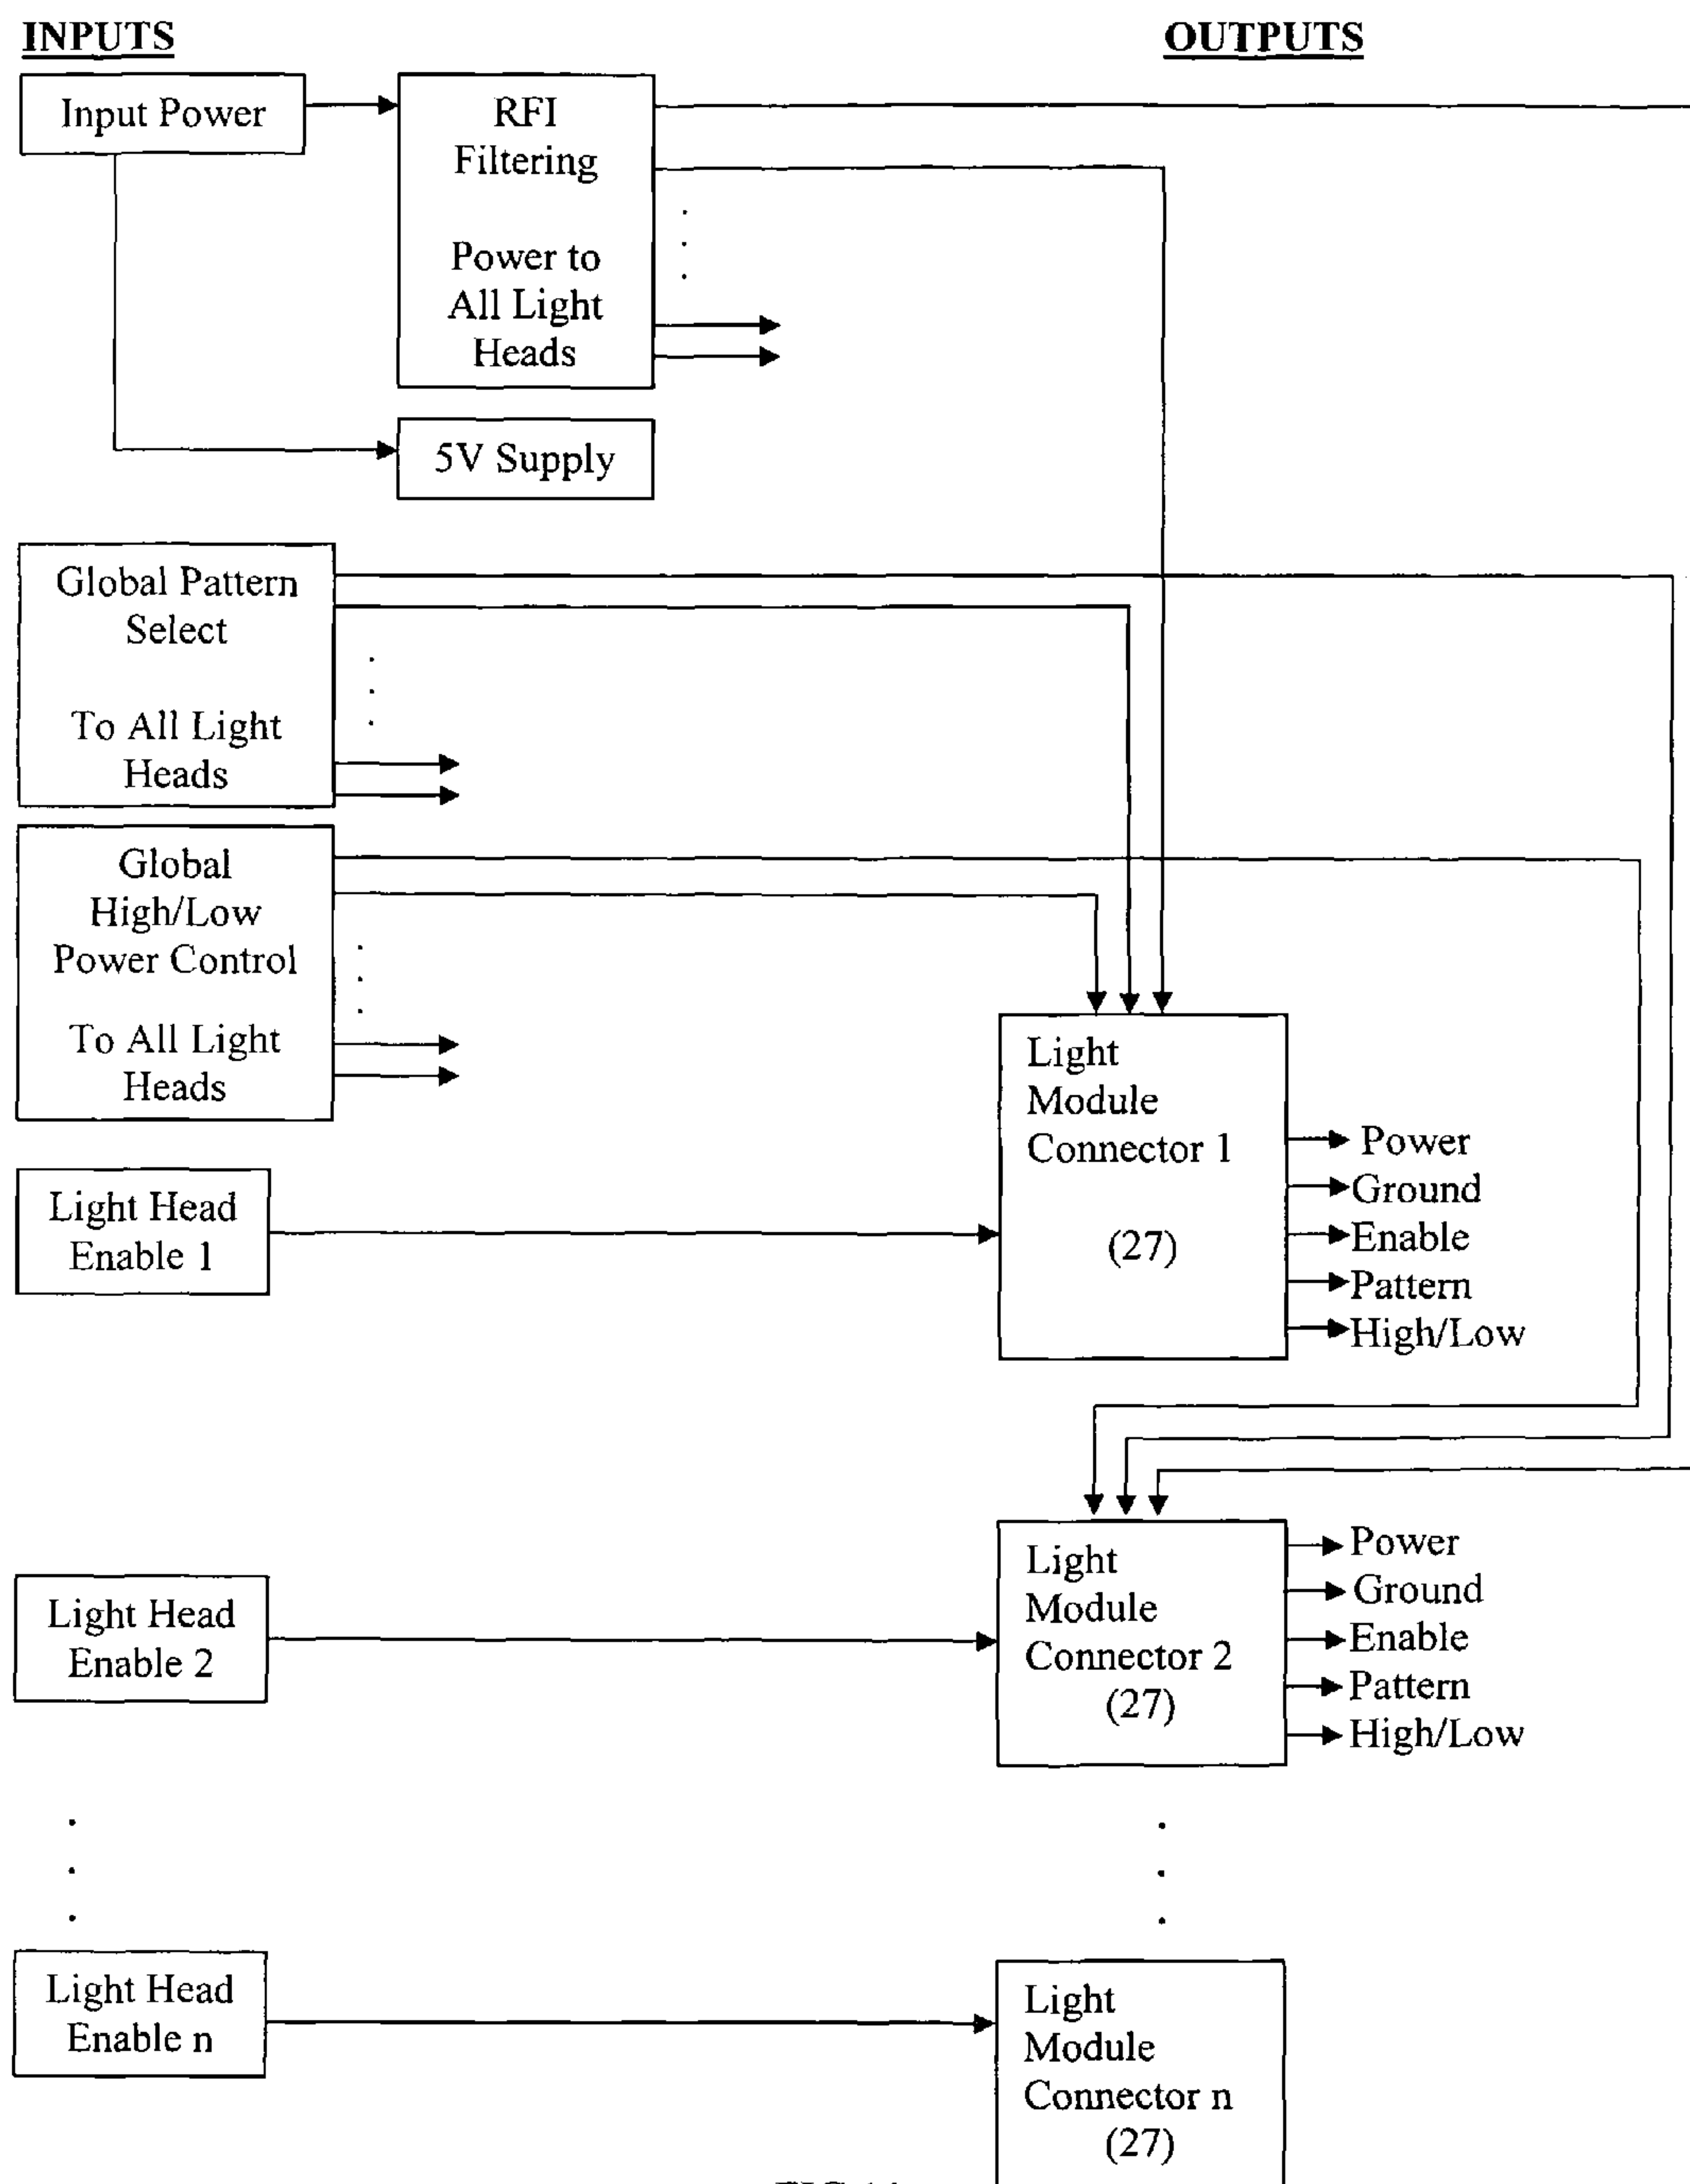 INPUTS
OUTPUTS
Input Power
RFI
Filtering
Power to
All Light
Heads
5V Supply
Global Pattern
Select
To All Light
Heads
Global
High/Low
Power Control
To All Light
Heads
Light
Module
Connector 1
(27)
Power
Ground
Enable
Pattern
High/Low
Light Head
Enable 1
Light
Module
Connector 2
(27)
Power
Ground
Enable
Pattern
High/Low
Light Head
Enable 2
Light Head
Enable n
Light
Module
Connector n
(27)